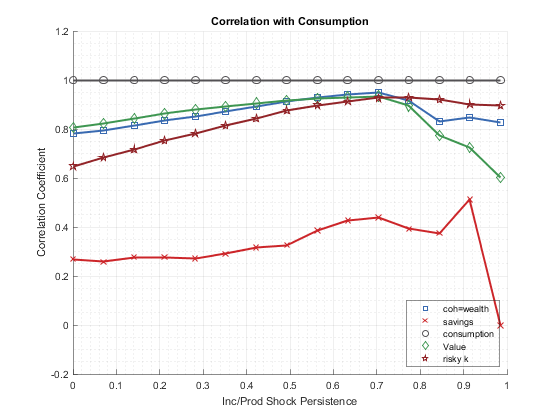 Correlation with Consumption
1.2
1
0.8
0.6
0.4
0.2
0
-0.2
Correlation Coefficient
0 0.1 0.2 0.3 0.4 0.5 0.6 0.7 0.8 0.9 1
Inc/Prod Shock Persistence
coh=wealth
savings
consumption
Value
risky k